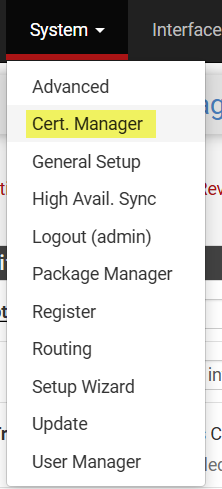 System Interface
Advanced
Cert. Manager
General Setup
High Avail. Sync
Logout (admin)
Package Manager
Register
Routing
Setup Wizard
Update
User Manager